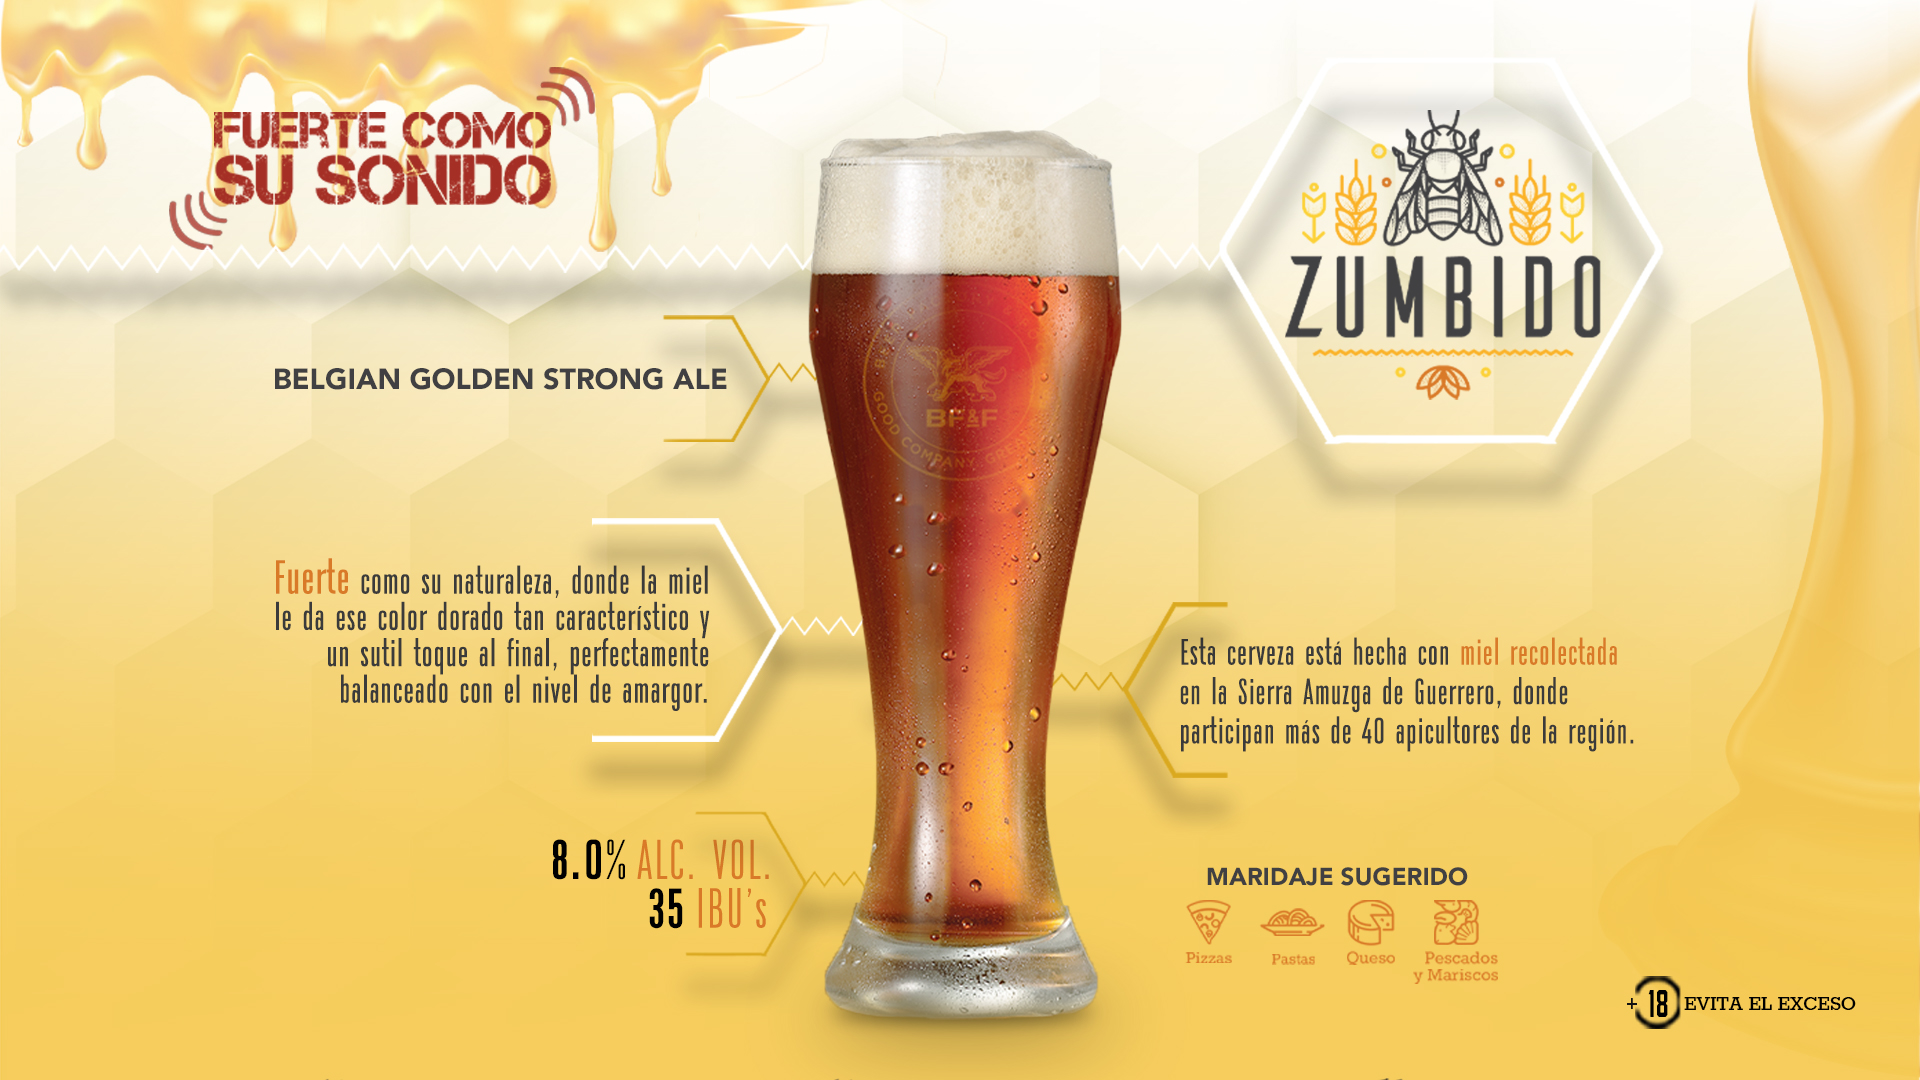 FUERTE COMO
SU SONIDO
ZUMBIDO
BELGIAN GOLDEN STRONG ALE
BF&F
GOOD COMPANY
Fuerte como su naturaleza, donde la miel
le da ese color dorado tan característico y
un sutil toque al final, perfectamente
balanceado con el nivel de amargor.
Esta cerveza está hecha con miel recolectada
en la Sierra Amuzga de Guerrero, donde
participan más de 40 apicultores de la región.
8.0% ALC. VOL.
35 IBU's
MARIDAJE SUGERIDO
Pizzas
Pastas
Queso
Pescados
y Mariscos
+ 18 EVITA EL EXCESO